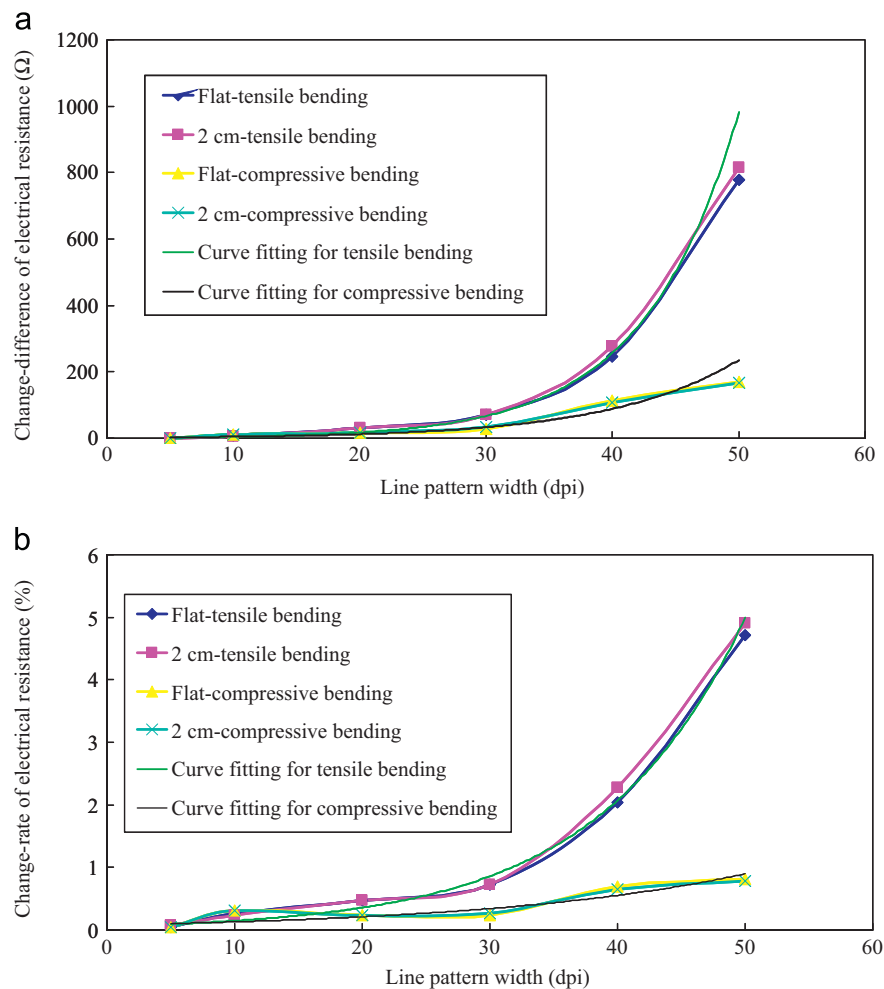 a
Change-difference of electrical resistance (Ω)
1200
1000
800
600
400
200
0
Flat-tensile bending
2 cm-tensile bending
Flat-compressive bending
2 cm-compressive bending
Curve fitting for tensile bending
Curve fitting for compressive bending
0 10 20 30 40 50 60
Line pattern width (dpi)
b
Change-rate of electrical resistance (%)
6
5
4
3
2
1
0
Flat-tensile bending
2 cm-tensile bending
Flat-compressive bending
2 cm-compressive bending
Curve fitting for tensile bending
Curve fitting for compressive bending
0 10 20 30 40 50 60
Line pattern width (dpi)